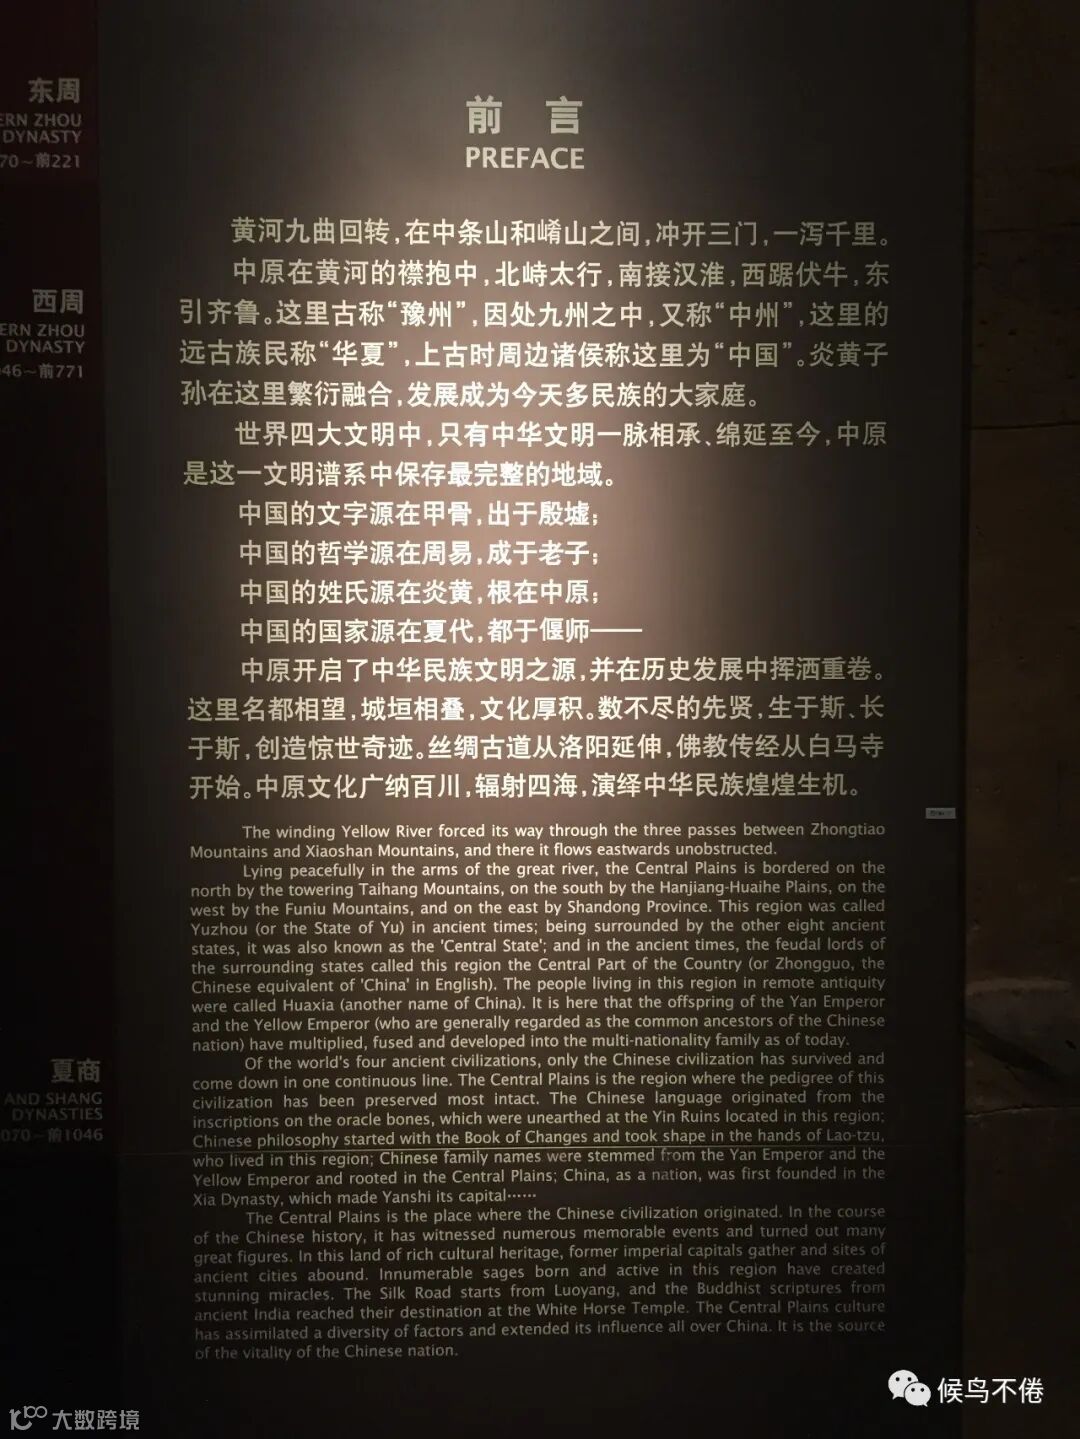 东周
ERN ZHOU
DYNASTY
70～前221
西周
ERN ZHOU
DYNASTY
046～前771
夏商
AND SHANG
DYNASTIES
070～前1046
前言
PREFACE
黄河九曲回转，在中条山和崤山之间，冲开三门，一泻千里。
中原在黄河的襟抱中，北峙太行，南接汉淮，西踞伏牛，东
引齐鲁。这里古称“豫州”，因处九州之中，又称“中州”，这里的
远古族民称“华夏”，上古时周边诸侯称这里为“中国”。炎黄子
孙在这里繁衍融合，发展成为今天多民族的大家庭。
世界四大文明中，只有中华文明一脉相承、绵延至今，中原
是这一文明谱系中保存最完整的地域。
中国的文字源在甲骨，出于殷墟；
中国的哲学源在周易，成于老子；
中国的姓氏源在炎黄，根在中原；
中国的国家源在夏代，都于偃师——
中原开启了中华民族文明之源，并在历史发展中挥洒重卷。
这里名都相望，城垣相叠，文化厚积。数不尽的先贤，生于斯、长
于斯，创造惊世奇迹。丝绸古道从洛阳延伸，佛教传经从白马寺
开始。中原文化广纳百川，辐射四海，演绎中华民族煌煌生机。
The winding Yellow River forced its way through the three passes between Zhongtiao
Mountains and Xiaoshan Mountains, and there it flows eastwards unobstructed.
Lying peacefully in the arms of the great river, the Central Plains is bordered on the
north by the towering Taihang Mountains, on the south by the Hanjiang-Huaihe Plains, on the
west by the Funiu Mountains, and on the east by Shandong Province. This region was called
Yuzhou (or the State of Yu) in ancient times; being surrounded by the other eight ancient
states, it was also known as the 'Central State'; and in the ancient times, the feudal lords of
the surrounding states called this region the Central Part of the Country (or Zhongguo, the
Chinese equivalent of 'China' in English). The people living in this region in remote antiquity
were called Huaxia (another name of China). It is here that the offspring of the Yan Emperor
and the Yellow Emperor (who are generally regarded as the common ancestors of the Chinese
nation) have multiplied, fused and developed into the multi-nationality family as of today.
Of the world's four ancient civilizations, only the Chinese civilization has survived and
come down in one continuous line. The Central Plains is the region where the pedigree of this
civilization has been preserved most intact. The Chinese language originated from the
inscriptions on the oracle bones, which were unearthed at the Yin Ruins located in this region;
Chinese philosophy started with the Book of Changes and took shape in the hands of Lao-tzu,
who lived in this region; Chinese family names were stemmed from the Yan Emperor and the
Yellow Emperor and rooted in the Central Plains; China, as a nation, was first founded in the
Xia Dynasty, which made Yanshi its capital······
The Central Plains is the place where the Chinese civilization originated. In the course
of the Chinese history, it has witnessed numerous memorable events and turned out many
great figures. In this land of rich cultural heritage, former imperial capitals gather and sites of
ancient cities abound. Innumerable sages born and active in this region have created
stunning miracles. The Silk Road starts from Luoyang, and the Buddhist scriptures from
ancient India reached their destination at the White Horse Temple. The Central Plains culture
has assimilated a diversity of factors and extended its influence all over China. It is the source
of the vitality of the Chinese nation.
候鸟不倦
大数跨境